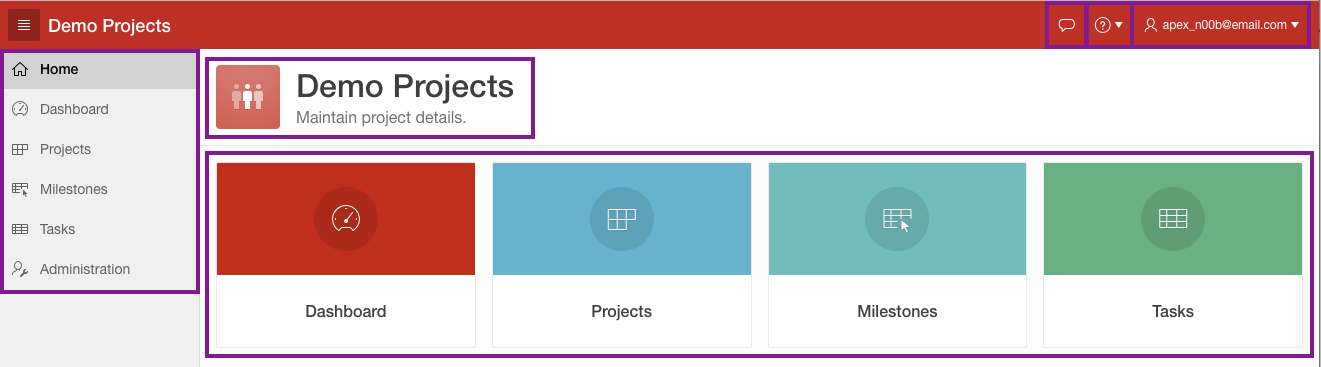 Demo Projects
apex_n00b@email.com
Home
Dashboard
Projects
Milestones
Tasks
Administration
Demo Projects
Maintain project details.
Dashboard
Projects
Milestones
Tasks